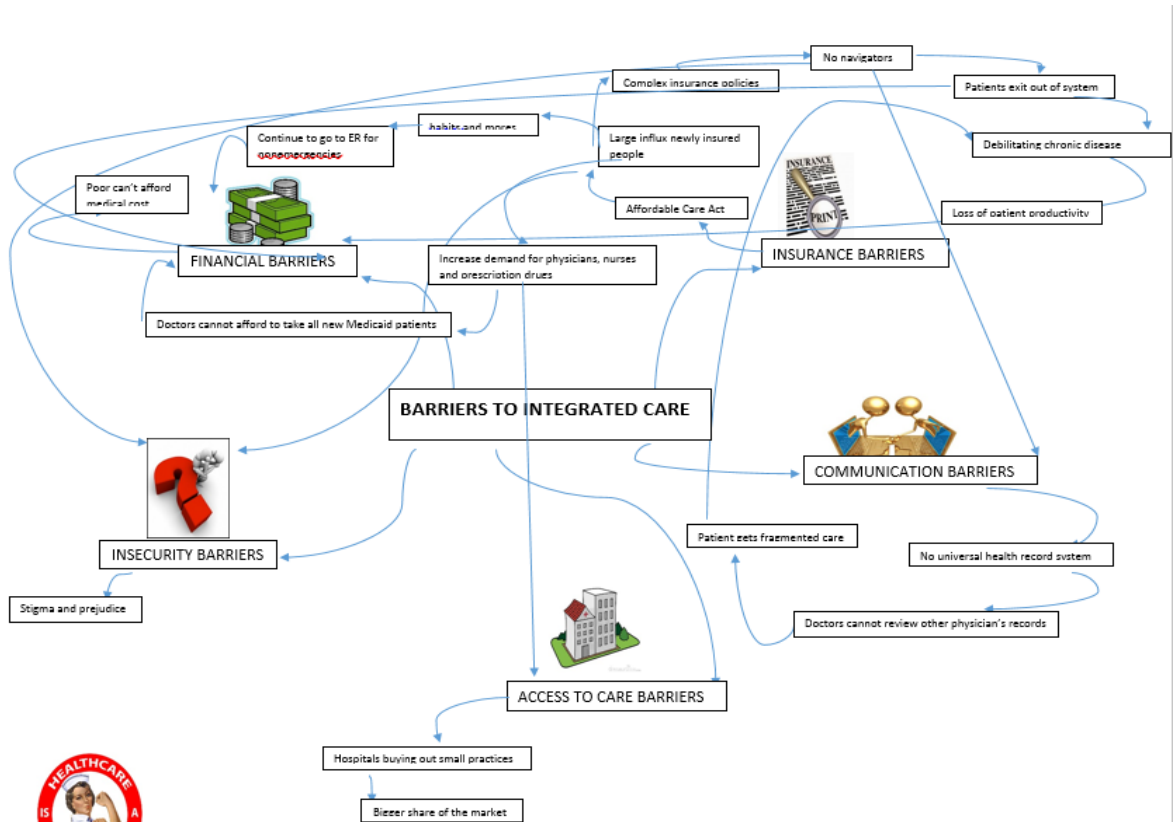 No navigators
Complex insurance policies
Patients exit out of system
habits and mores
Continue to go to ER for
nonemergencies
Large influx newly insured
people
Debilitating chronic disease
INSURANCE
PRINT
Poor can't afford
medical cost
Affordable Care Act
Loss of patient productivity
FINANCIAL BARRIERS
Increase demand for physicians, nurses
and prescription drugs
INSURANCE BARRIERS
Doctors cannot afford to take all new Medicaid patients
BARRIERS TO INTEGRATED CARE
COMMUNICATION BARRIERS
Patient gets fragmented care
INSECURITY BARRIERS
No universal health record system
Stigma and prejudice
Doctors cannot review other physician's records
ACCESS TO CARE BARRIERS
Hospitals buying out small practices
HEALTHCARE
IS A
Bigger share of the market